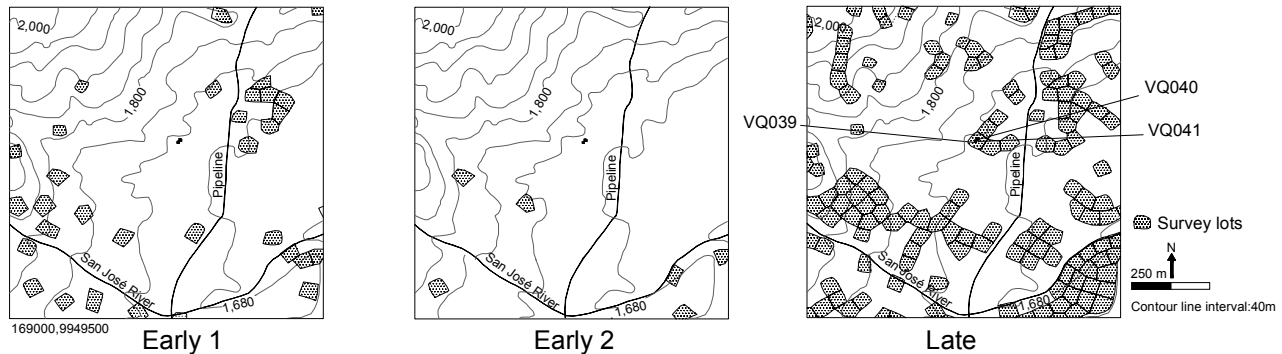 2,000
1,800
Pipeline
San José River
1,680
169000,9949500
Early 1
2,000
1,800
Pipeline
San José River
1,680
Early 2
2,000
1,800
VQ039
VQ040
VQ041
Pipeline
San José River
1,680
Late
Survey lots
N
250 m
Contour line interval:40m